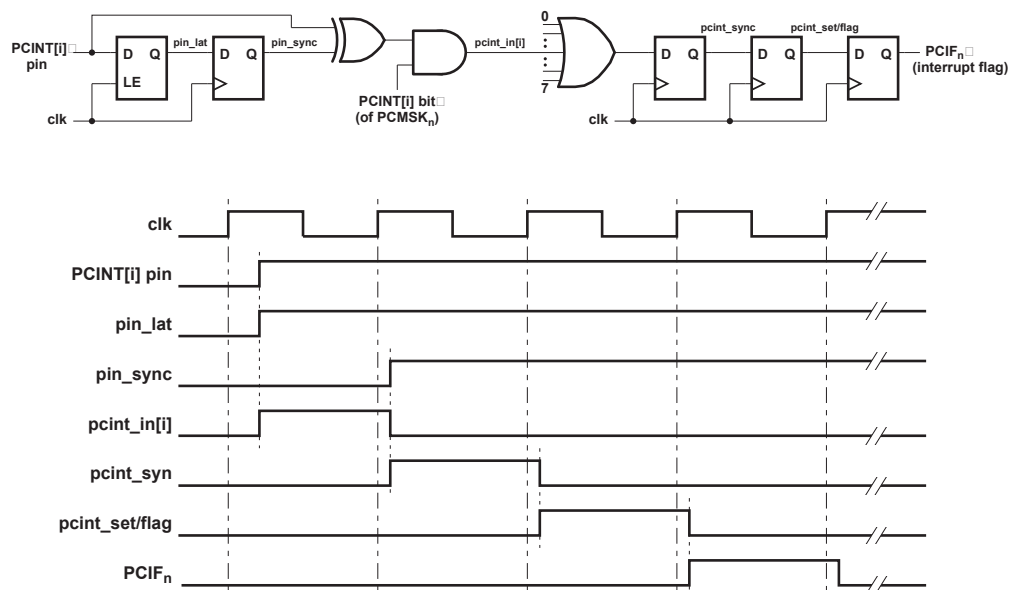 0
PCINT[i]
pin
pin_lat
pin_sync
pcint_in[i]
pcint_sync
pcint_set/flag
PCIFn
(interrupt flag)
D Q
D Q
D Q
D Q
D Q
LE
7
clk
PCINT[i] bit
(of PCMSKn)
clk
clk
PCINT[i] pin
pin_lat
pin_sync
pcint_in[i]
pcint_syn
pcint_set/flag
PCIFn